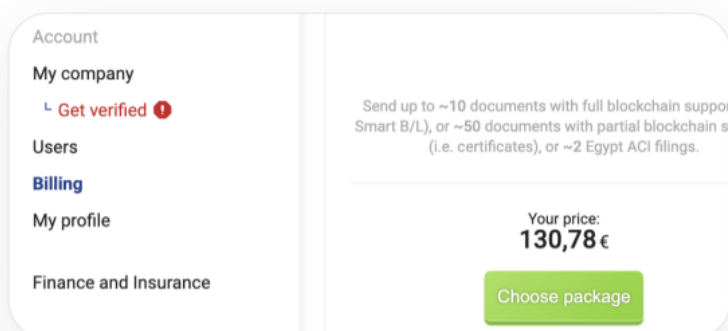 Account
My company
Get verified
Users
Billing
My profile
Finance and Insurance
Send up to ~10 documents with full blockchain
Smart B/L), or ~50 documents with partial blockchain
(i.e. certificates), or ~2 Egypt ACI filings.
Your price:
130,78 €
Choose package